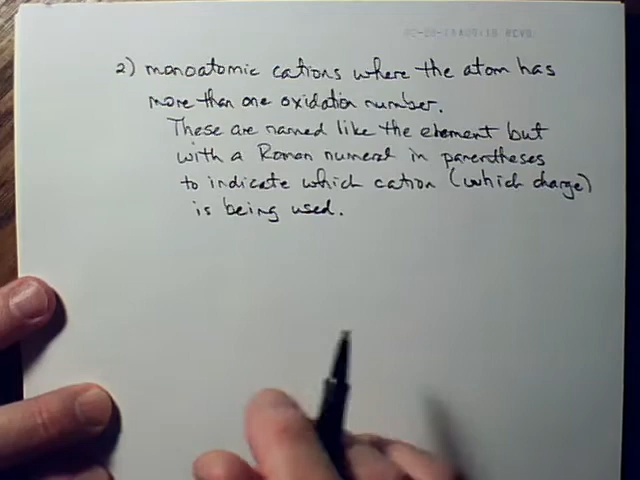 2) monoatomic cations where the atom has
more than one oxidation number.
These are named like the element but
with a Roman numeral in parentheses
to indicate which cation (which charge)
is being used.